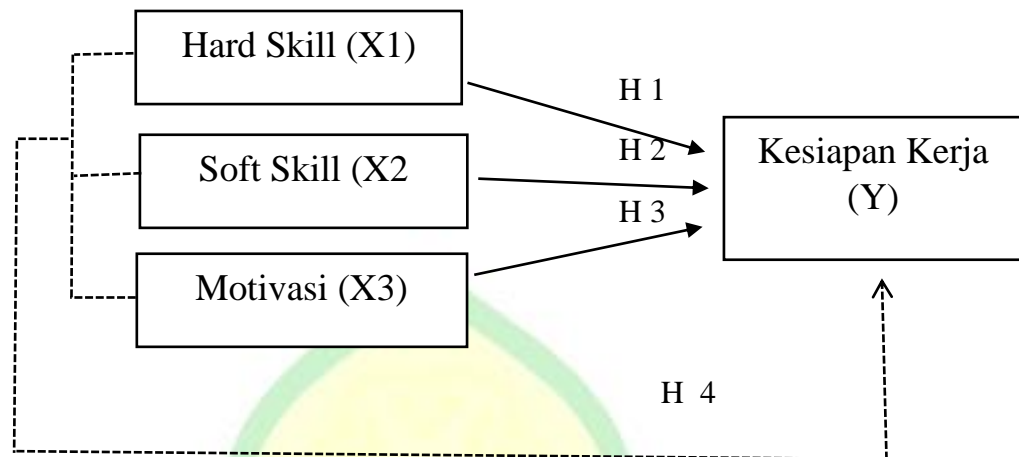 Hard Skill (X1)
H 1
Soft Skill (X2
H 2
Kesiapan Kerja
(Y)
H 3
Motivasi (X3)
H 4